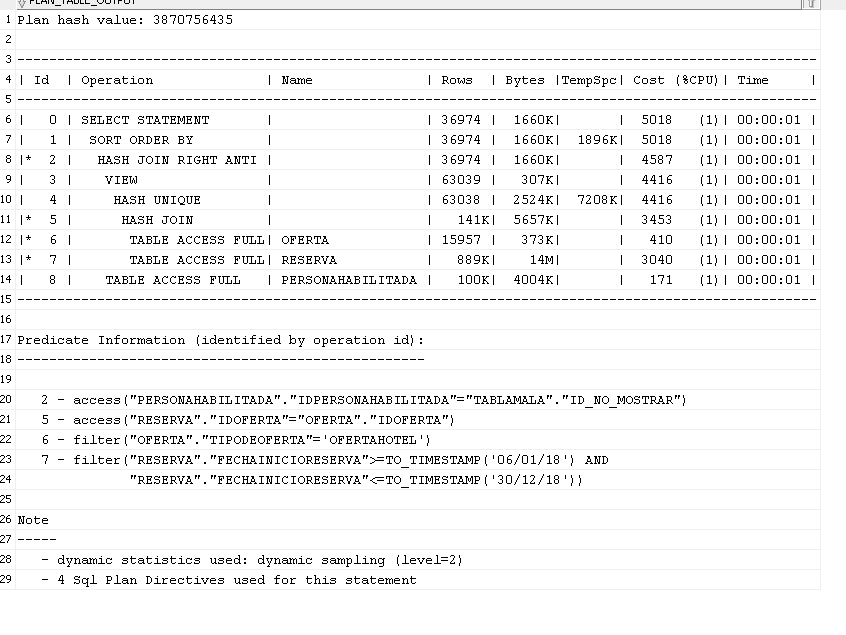 PLAN_TABLE_OUTPUT
1 Plan hash value: 3870756435
2
3 ----------------------------------------------------------------------------------------------------
4 | Id  | Operation              | Name               | Rows  | Bytes |TempSpc| Cost (%CPU)| Time     |
5 ----------------------------------------------------------------------------------------------------
6 |   0 | SELECT STATEMENT       |                    | 36974 |  1660K|       |  5018   (1)| 00:00:01 |
7 |   1 |  SORT ORDER BY         |                    | 36974 |  1660K|  1896K|  5018   (1)| 00:00:01 |
8 |*  2 |   HASH JOIN RIGHT ANTI |                    | 36974 |  1660K|       |  4587   (1)| 00:00:01 |
9 |   3 |    VIEW                |                    | 63039 |   307K|       |  4416   (1)| 00:00:01 |
10 |   4 |     HASH UNIQUE        |                    | 63038 |  2524K|  7208K|  4416   (1)| 00:00:01 |
11 |*  5 |      HASH JOIN         |                    |   141K|  5657K|       |  3453   (1)| 00:00:01 |
12 |*  6 |       TABLE ACCESS FULL| OFERTA             | 15957 |   373K|       |   410   (1)| 00:00:01 |
13 |*  7 |       TABLE ACCESS FULL| RESERVA            |   889K|    14M|       |  3040   (1)| 00:00:01 |
14 |   8 |    TABLE ACCESS FULL   | PERSONAHABILITADA  |   100K|  4004K|       |   171   (1)| 00:00:01 |
15 ----------------------------------------------------------------------------------------------------
16
17 Predicate Information (identified by operation id):
18 ---------------------------------------------------
19
20    2 - access("PERSONAHABILITADA"."IDPERSONAHABILITADA"="TABLAMALA"."ID_NO_MOSTRAR")
21    5 - access("RESERVA"."IDOFERTA"="OFERTA"."IDOFERTA")
22    6 - filter("OFERTA"."TIPODEOFERTA"='OFERTAHOTEL')
23    7 - filter("RESERVA"."FECHAINICIORESERVA">=TO_TIMESTAMP('06/01/18') AND
24               "RESERVA"."FECHAINICIORESERVA"<=TO_TIMESTAMP('30/12/18'))
25
26 Note
27 -----
28    - dynamic statistics used: dynamic sampling (level=2)
29    - 4 Sql Plan Directives used for this statement